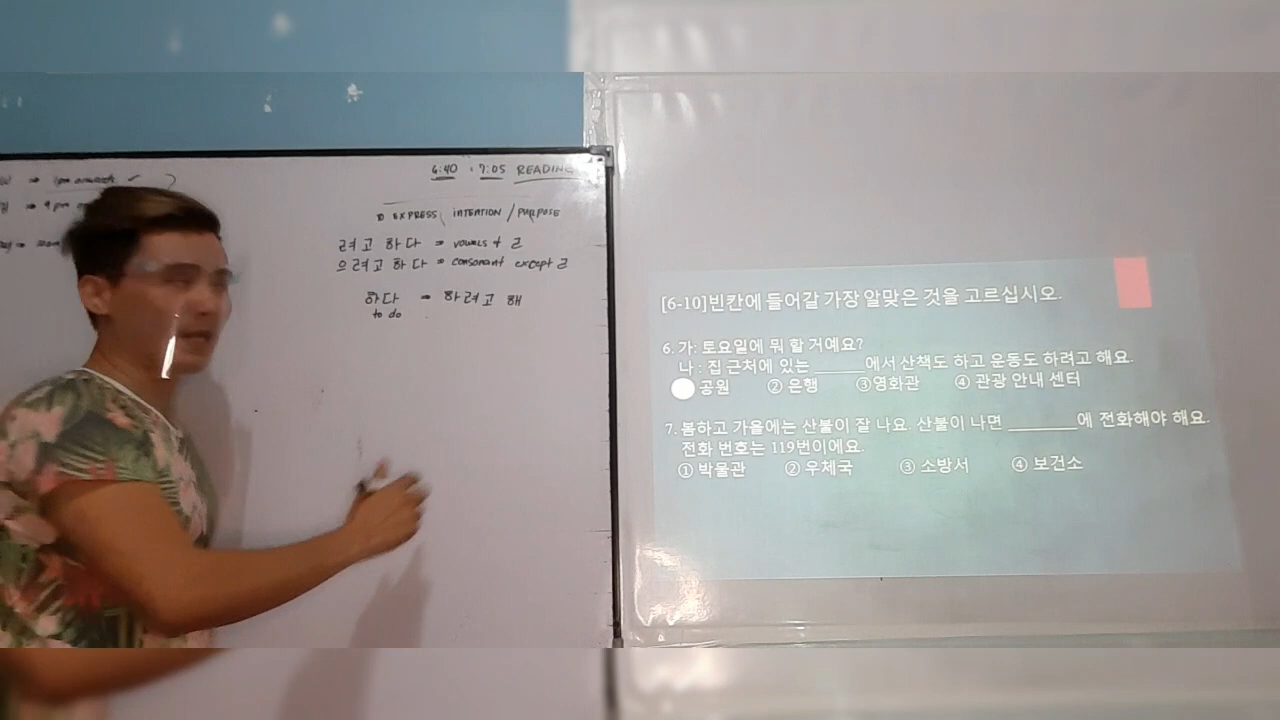 ⇒ 1pm onwards ✓
⇒ 9 pm
6:40 - 7:05 READING
EXPRESS INTENTION / PURPOSE
려고 하다 ⇒ vowels & ㄹ
으려고 하다 ⇒ consonant except ㄹ
하다 ⇒ 하려고 해
to do
[6-10]빈칸에 들어갈 가장 알맞은 것을 고르십시오.
6. 가: 토요일에 뭐 할 거예요?
나 : 집 근처에 있는 ______에서 산책도 하고 운동도 하려고 해요.
공원 ② 은행 ③영화관 ④ 관광 안내 센터
7. 봄하고 가을에는 산불이 잘 나요. 산불이 나면 ________에 전화해야 해요.
전화 번호는 119번이에요.
① 박물관 ② 우체국 ③ 소방서 ④ 보건소